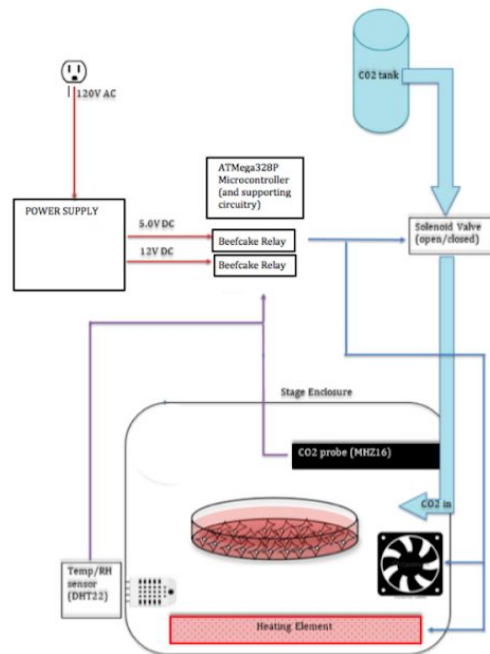 CO2 tank
120V AC
ATMega328P
Microcontroller
(and supporting
circuitry)
POWER SUPPLY
5.0V DC
Beefcake Relay
12V DC
Beefcake Relay
Solenoid Valve
(open/closed)
Stage Enclosure
CO2 probe (MHZ16)
CO2 in
Temp/RH
sensor
(DHT22)
Heating Element